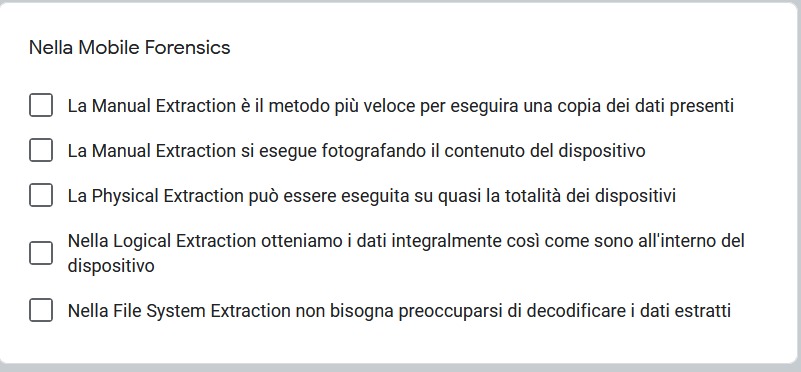 Nella Mobile Forensics
La Manual Extraction è il metodo più veloce per eseguira una copia dei dati presenti
La Manual Extraction si esegue fotografando il contenuto del dispositivo
La Physical Extraction può essere eseguita su quasi la totalità dei dispositivi
Nella Logical Extraction otteniamo i dati integralmente così come sono all'interno del
dispositivo
Nella File System Extraction non bisogna preoccuparsi di decodificare i dati estratti